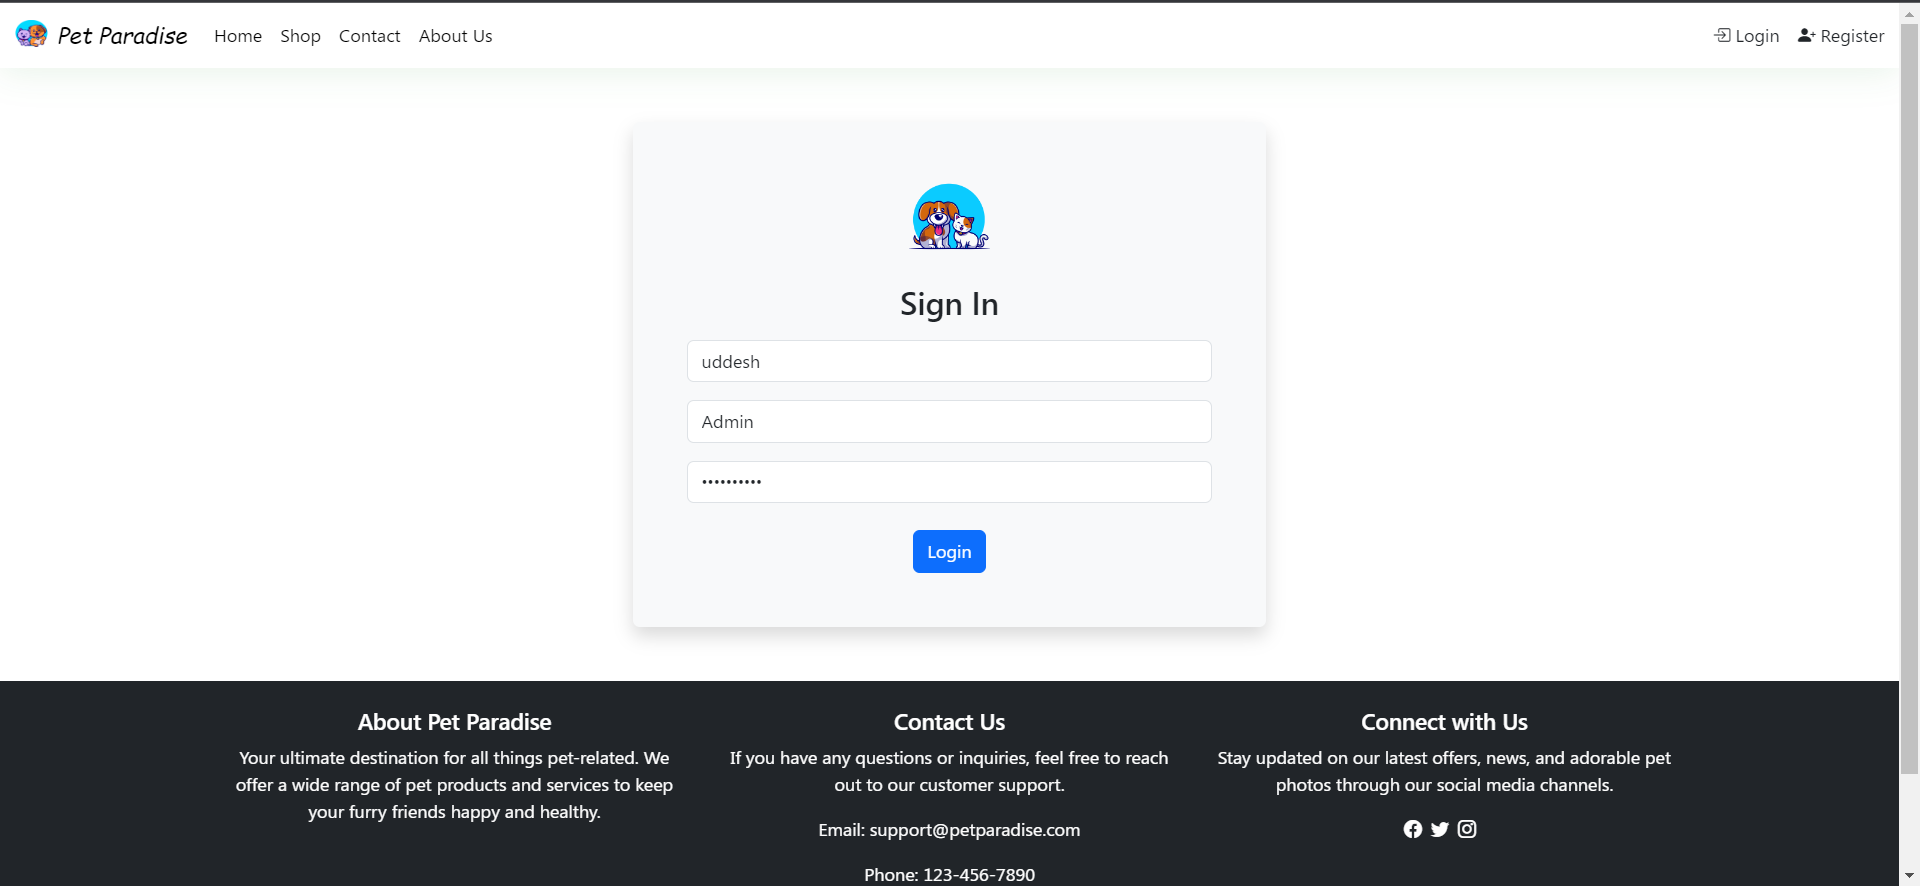 Pet Paradise Home Shop Contact About Us Login Register
Sign In
uddesh
Admin
••••••••••
Login
About Pet Paradise
Your ultimate destination for all things pet-related. We
offer a wide range of pet products and services to keep
your furry friends happy and healthy.
Contact Us
If you have any questions or inquiries, feel free to reach
out to our customer support.
Email: support@petparadise.com
Phone: 123-456-7890
Connect with Us
Stay updated on our latest offers, news, and adorable pet
photos through our social media channels.